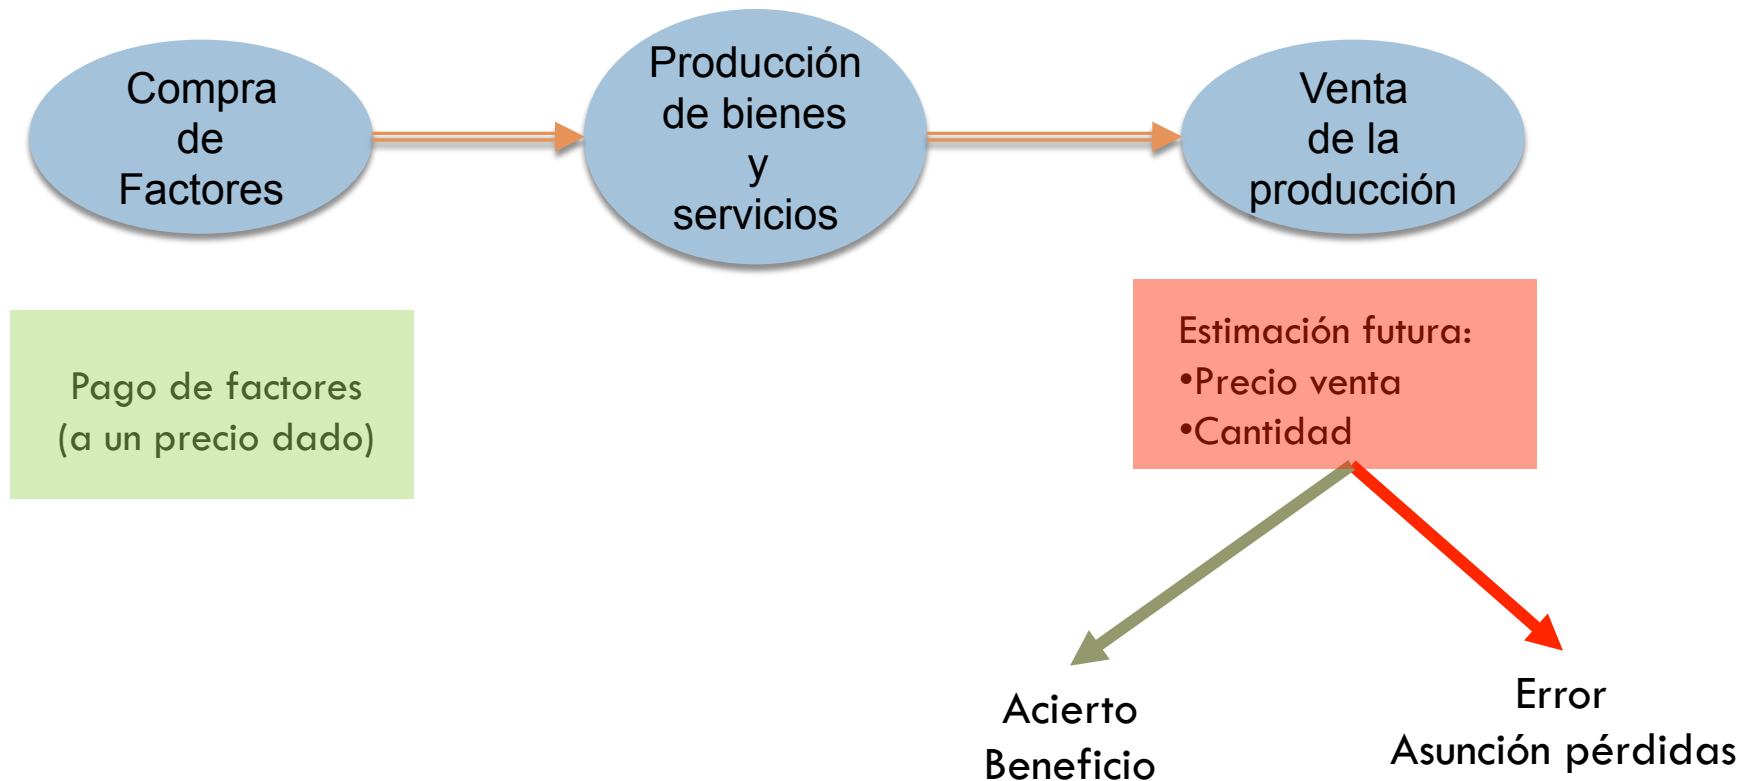 Compra
de
Factores
Producción
de bienes
y
servicios
Venta
de la
producción
Pago de factores
(a un precio dado)
Estimación futura:
•Precio venta
•Cantidad
Acierto
Beneficio
Error
Asunción pérdidas